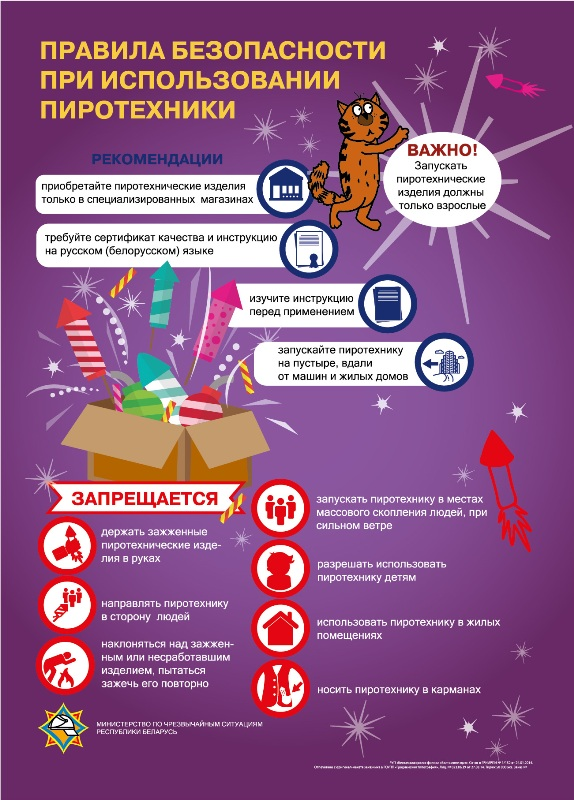 ПРАВИЛА БЕЗОПАСНОСТИ
ПРИ ИСПОЛЬЗОВАНИИ
ПИРОТЕХНИКИ
ВАЖНО!
Запускать
пиротехнические
изделия должны
только взрослые
РЕКОМЕНДАЦИИ
приобретайте пиротехнические изделия
только в специализированных магазинах
требуйте сертификат качества и инструкцию
на русском (белорусском) языке
изучите инструкцию
перед применением
запускайте пиротехнику
на пустыре, вдали
от машин и жилых домов
ЗАПРЕЩАЕТСЯ
держать зажженные
пиротехнические изде-
лия в руках
направлять пиротехнику
в сторону людей
наклоняться над зажжен-
ным или несработавшим
изделием, пытаться
зажечь его повторно
запускать пиротехнику в местах
массового скопления людей, при
сильном ветре
разрешать использовать
пиротехнику детям
использовать пиротехнику в жилых
помещениях
носить пиротехнику в карманах
МИНИСТЕРСТВО ПО ЧРЕЗВЫЧАЙНЫМ СИТУАЦИЯМ
РЕСПУБЛИКИ БЕЛАРУСЬ